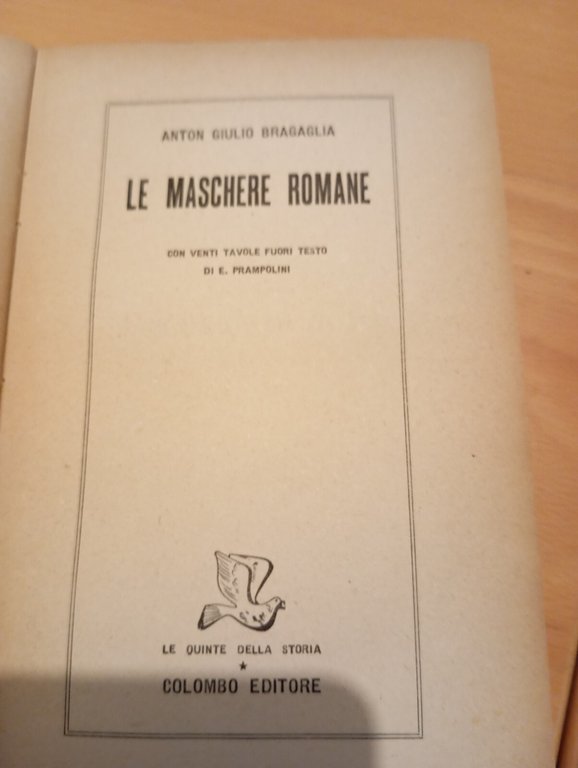 ANTON GIULIO BRAGAGLIA
LE MASCHERE ROMANE
CON VENTI TAVOLE FUORI TESTO
DI E. PRAMPOLINI
LE QUINTE DELLA STORIA
★
COLOMBO EDITORE